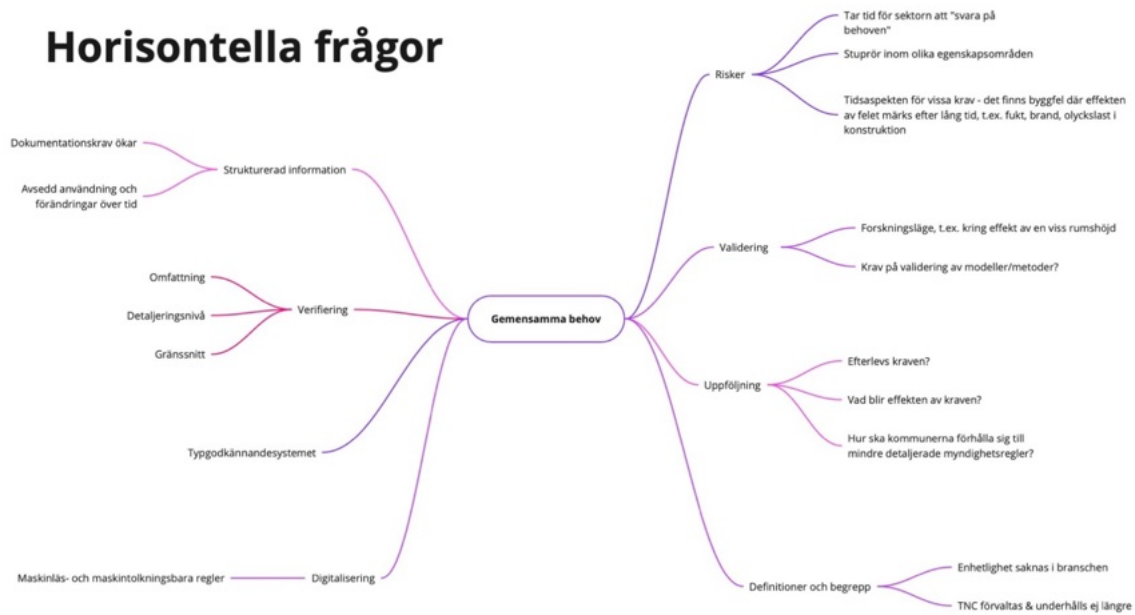 Horisontella frågor
Dokumentationskrav ökar
Avsedd användning och
förändringar över tid
Strukturerad information
Omfattning
Detaljeringsnivå
Gränssnitt
Verifiering
Typgodkännandesystemet
Maskinläs- och maskintolkningsbara regler
Digitalisering
Gemensamma behov
Risker
Tar tid för sektorn att "svara på
behoven"
Stuprör inom olika egenskapsområden
Tidsaspekten för vissa krav - det finns byggfel där effekten
av felet märks efter lång tid, t.ex. fukt, brand, olyckslast i
konstruktion
Validering
Forskningsläge, t.ex. kring effekt av en viss rumshöjd
Krav på validering av modeller/metoder?
Uppföljning
Efterlevs kraven?
Vad blir effekten av kraven?
Hur ska kommunerna förhålla sig till
mindre detaljerade myndighetsregler?
Definitioner och begrepp
Enhetlighet saknas i branschen
TNC förvaltas & underhålls ej längre